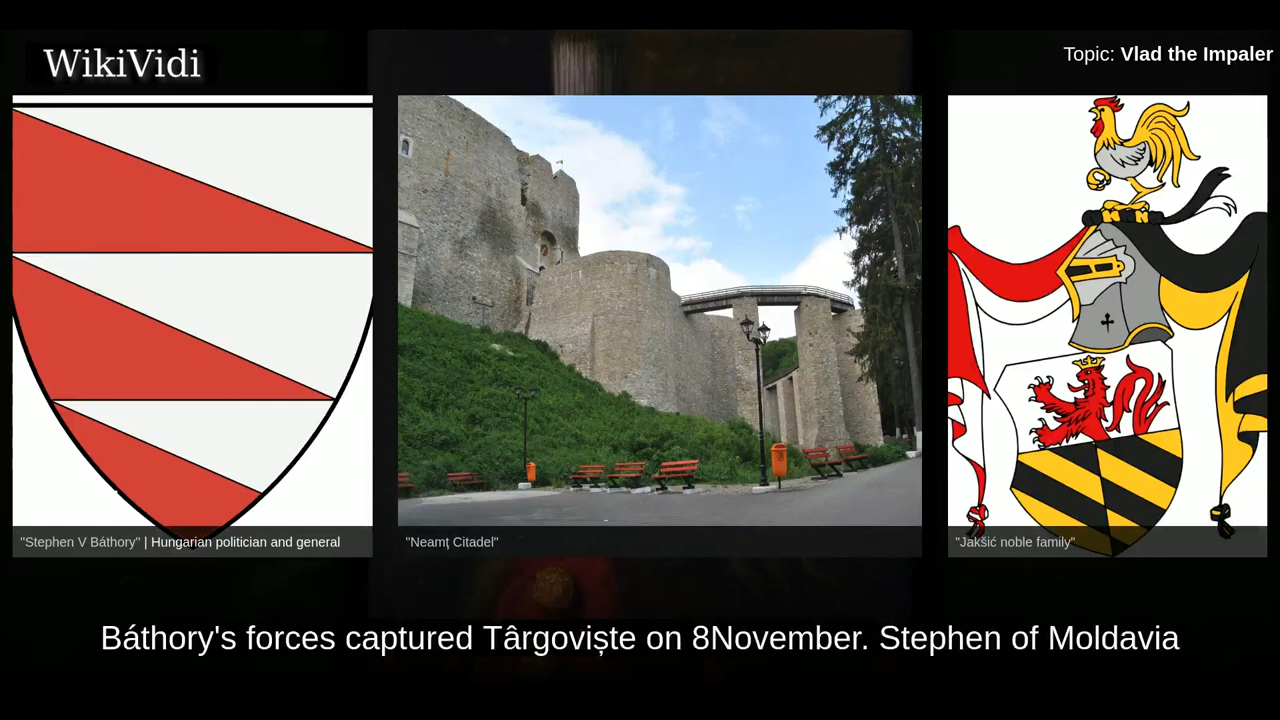 WikiVidi
Topic: Vlad the Impaler
"Stephen V Báthory" | Hungarian politician and general
"Neamț Citadel"
"Jakšić noble family"
Báthory's forces captured Târgoviște on 8November. Stephen of Moldavia